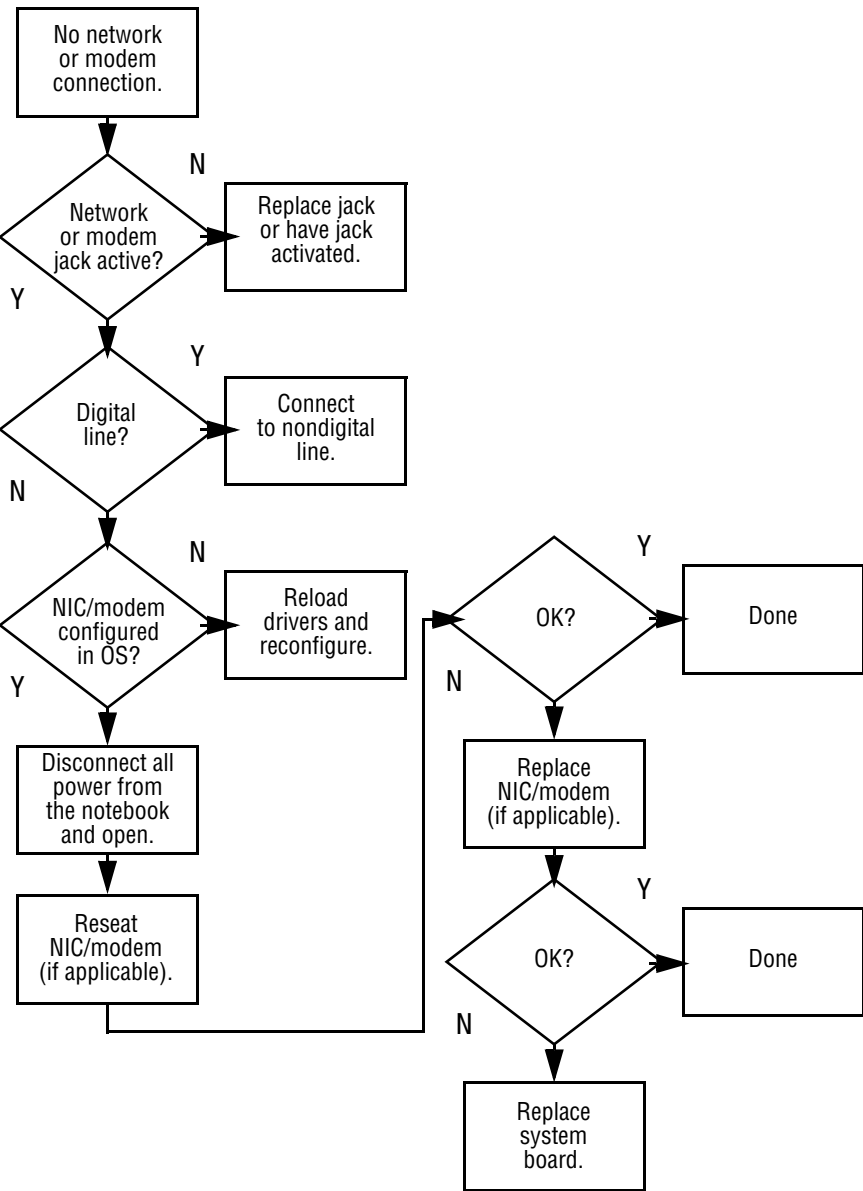 No network
or modem
connection.
N
Network
or modem
jack active?
Replace jack
or have jack
activated.
Y
Y
Digital
line?
Connect
to nondigital
line.
N
N
NIC/modem
configured
in OS?
Reload
drivers and
reconfigure.
Y
Disconnect all
power from
the notebook
and open.
Reseat
NIC/modem
(if applicable).
Y
OK?
Done
N
Replace
NIC/modem
(if applicable).
Y
OK?
Done
N
Replace
system
board.